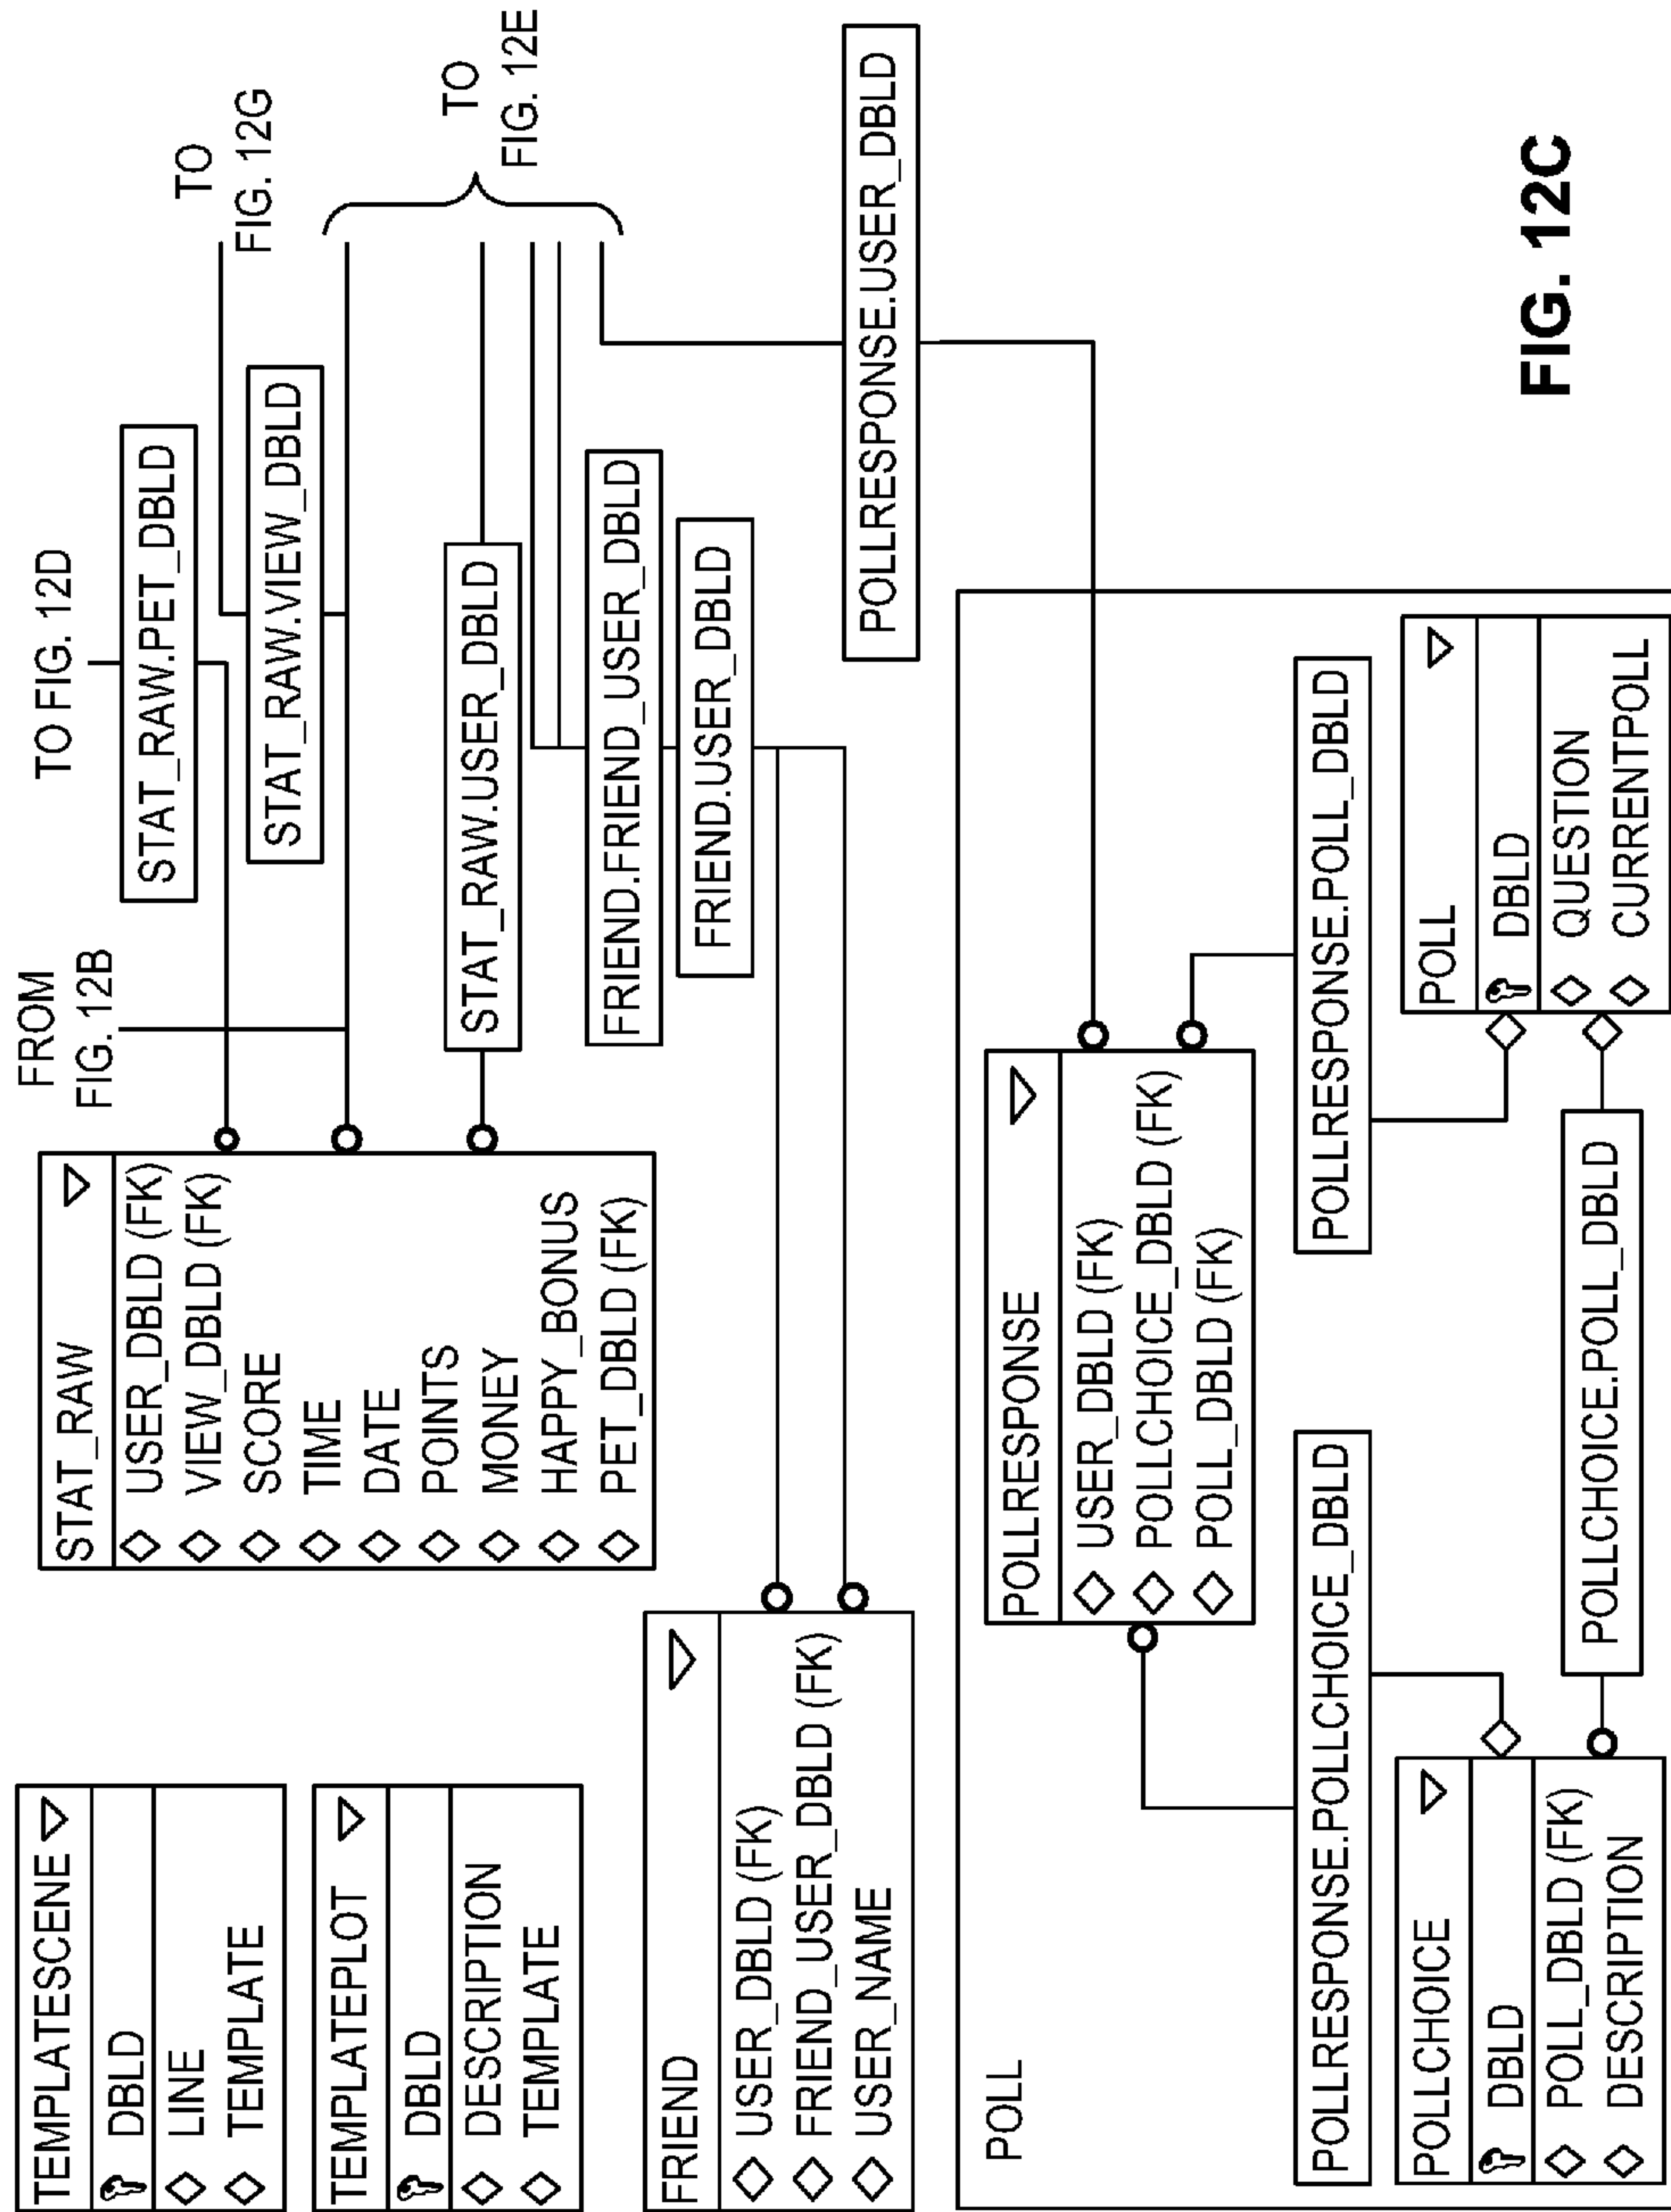 TEMPLATESCENE
DBLD
LINE
TEMPLATE
TEMPLATEPLOT
DBLD
DESCRIPTION
TEMPLATE
STAT_RAW
USER_DBLD (FK)
VIEW_DBLD (FK)
SCORE
TIME
DATE
POINTS
MONEY
HAPPY_BONUS
PET_DBLD (FK)
FROM
FIG. 12B
TO FIG. 12D
STAT_RAW.PET_DBLD
STAT_RAW.VIEW_DBLD
TO
FIG. 12G
STAT_RAW.USER_DBLD
TO
FIG. 12E
FRIEND.FRIEND_USER_DBLD
FRIEND.USER_DBLD
FRIEND
USER_DBLD (FK)
FRIEND_USER_DBLD (FK)
USER_NAME
POLLRESPONSE.USER_DBLD
POLL
POLLRESPONSE
USER_DBLD (FK)
POLLCHOICE_DBLD (FK)
POLL_DBLD (FK)
POLLRESPONSE.POLLCHOICE_DBLD
POLLRESPONSE.POLL_DBLD
POLLCHOICE
DBLD
POLL_DBLD (FK)
DESCRIPTION
POLLCHOICE.POLL_DBLD
POLL
DBLD
QUESTION
CURRENTPOLL
FIG. 12C